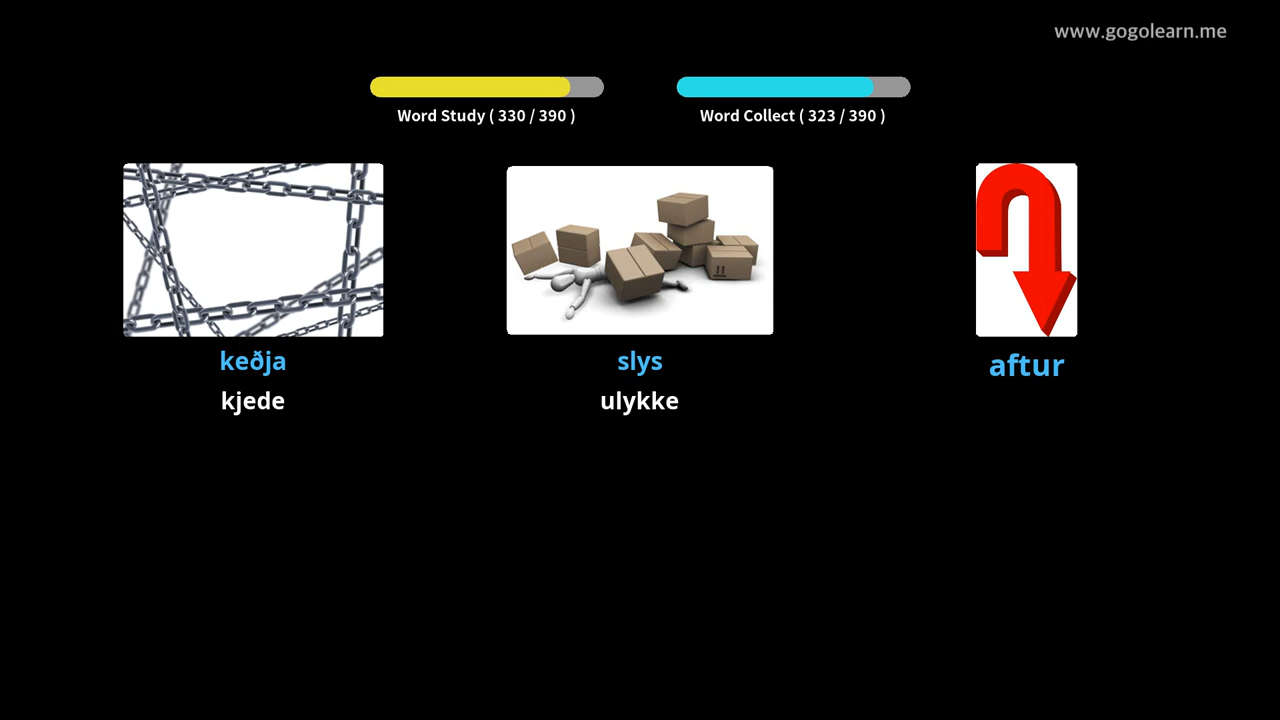 www.gogolearn.me
Word Study ( 330 / 390 )
Word Collect ( 323 / 390 )
keðja
kjede
slys
ulykke
aftur